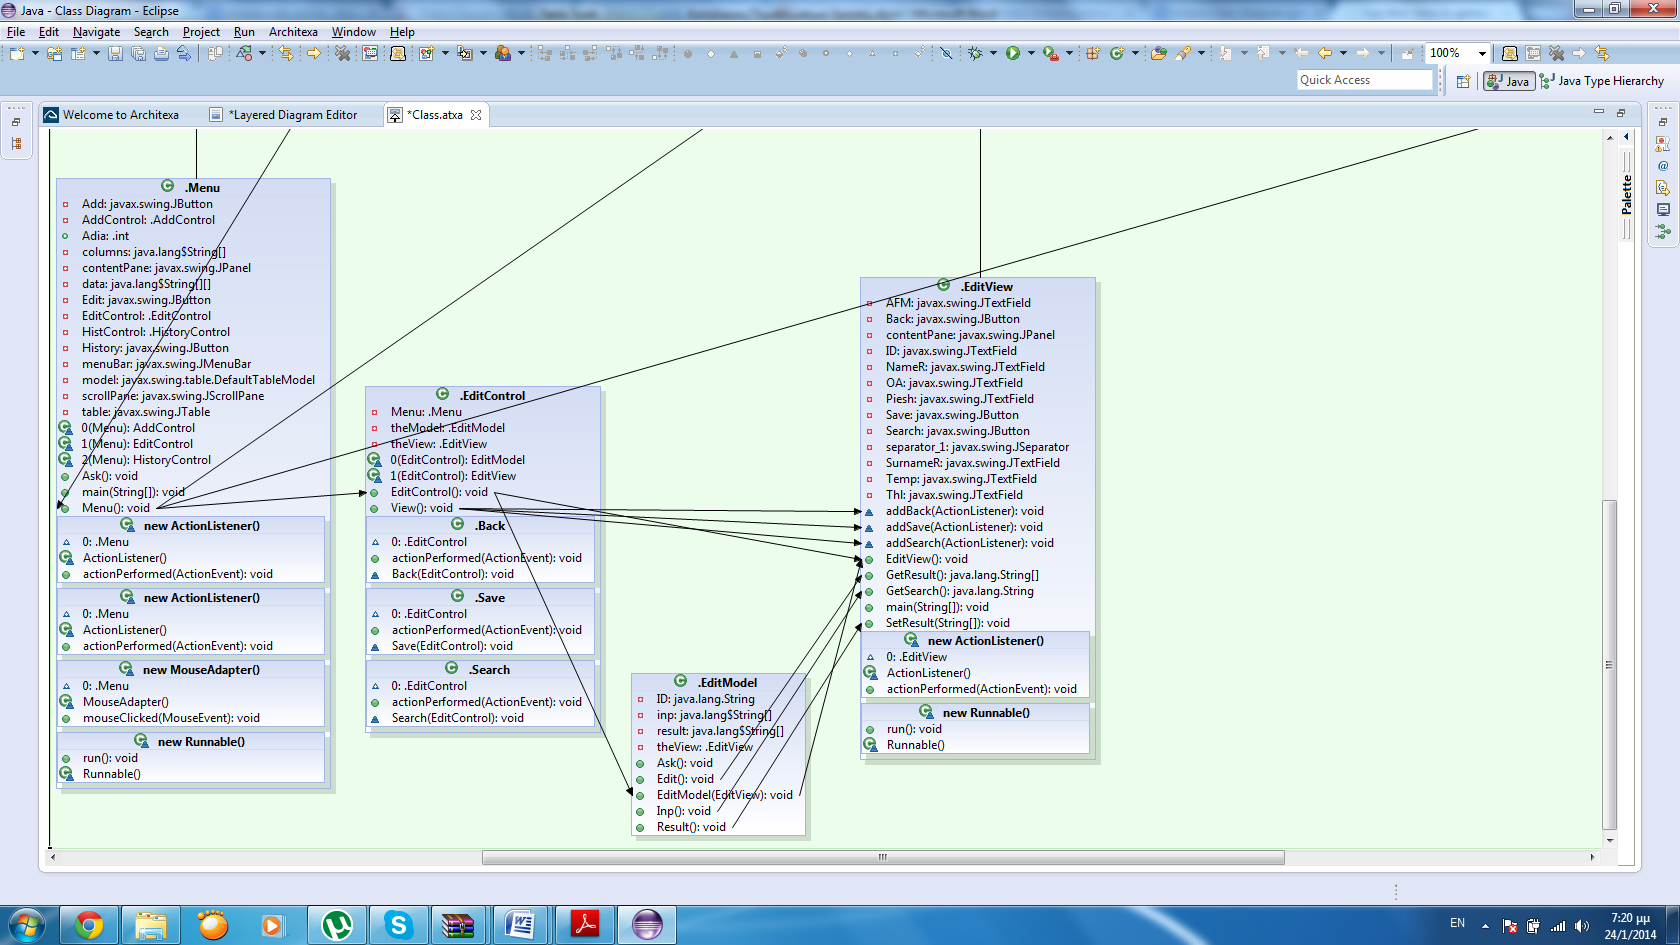 Java - Class Diagram - Eclipse
File Edit Navigate Search Project Run Architexa Window Help
100%
Quick Access Java Java Type Hierarchy
Welcome to Architexa *Layered Diagram Editor *Class.atxa
Palette
.Menu
Add: javax.swing.JButton
AddControl: .AddControl
Adia: .int
columns: java.lang$String[]
contentPane: javax.swing.JPanel
data: java.lang$String[][]
Edit: javax.swing.JButton
EditControl: .EditControl
HistControl: .HistoryControl
History: javax.swing.JButton
menuBar: javax.swing.JMenuBar
model: javax.swing.table.DefaultTableModel
scrollPane: javax.swing.JScrollPane
table: javax.swing.JTable
0(Menu): AddControl
1(Menu): EditControl
2(Menu): HistoryControl
Ask(): void
main(String[]): void
Menu(): void
new ActionListener()
0: .Menu
ActionListener()
actionPerformed(ActionEvent): void
new ActionListener()
0: .Menu
ActionListener()
actionPerformed(ActionEvent): void
new MouseAdapter()
0: .Menu
MouseAdapter()
mouseClicked(MouseEvent): void
new Runnable()
run(): void
Runnable()
.EditControl
Menu: .Menu
theModel: .EditModel
theView: .EditView
0(EditControl): EditModel
1(EditControl): EditView
EditControl(): void
View(): void
.Back
0: .EditControl
actionPerformed(ActionEvent): void
Back(EditControl): void
.Save
0: .EditControl
actionPerformed(ActionEvent): void
Save(EditControl): void
.Search
0: .EditControl
actionPerformed(ActionEvent): void
Search(EditControl): void
.EditModel
ID: java.lang.String
inp: java.lang$String[]
result: java.lang$String[]
theView: .EditView
Ask(): void
Edit(): void
EditModel(EditView): void
Inp(): void
Result(): void
.EditView
AFM: javax.swing.JTextField
Back: javax.swing.JButton
contentPane: javax.swing.JPanel
ID: javax.swing.JTextField
NameR: javax.swing.JTextField
OA: javax.swing.JTextField
Piesh: javax.swing.JTextField
Save: javax.swing.JButton
Search: javax.swing.JButton
separator_1: javax.swing.JSeparator
SurnameR: javax.swing.JTextField
Temp: javax.swing.JTextField
Thl: javax.swing.JTextField
addBack(ActionListener): void
addSave(ActionListener): void
addSearch(ActionListener): void
EditView(): void
GetResult(): java.lang.String[]
GetSearch(): java.lang.String
main(String[]): void
SetResult(String[]): void
new ActionListener()
0: .EditView
ActionListener()
actionPerformed(ActionEvent): void
new Runnable()
run(): void
Runnable()
EN
7:20 μμ
24/1/2014